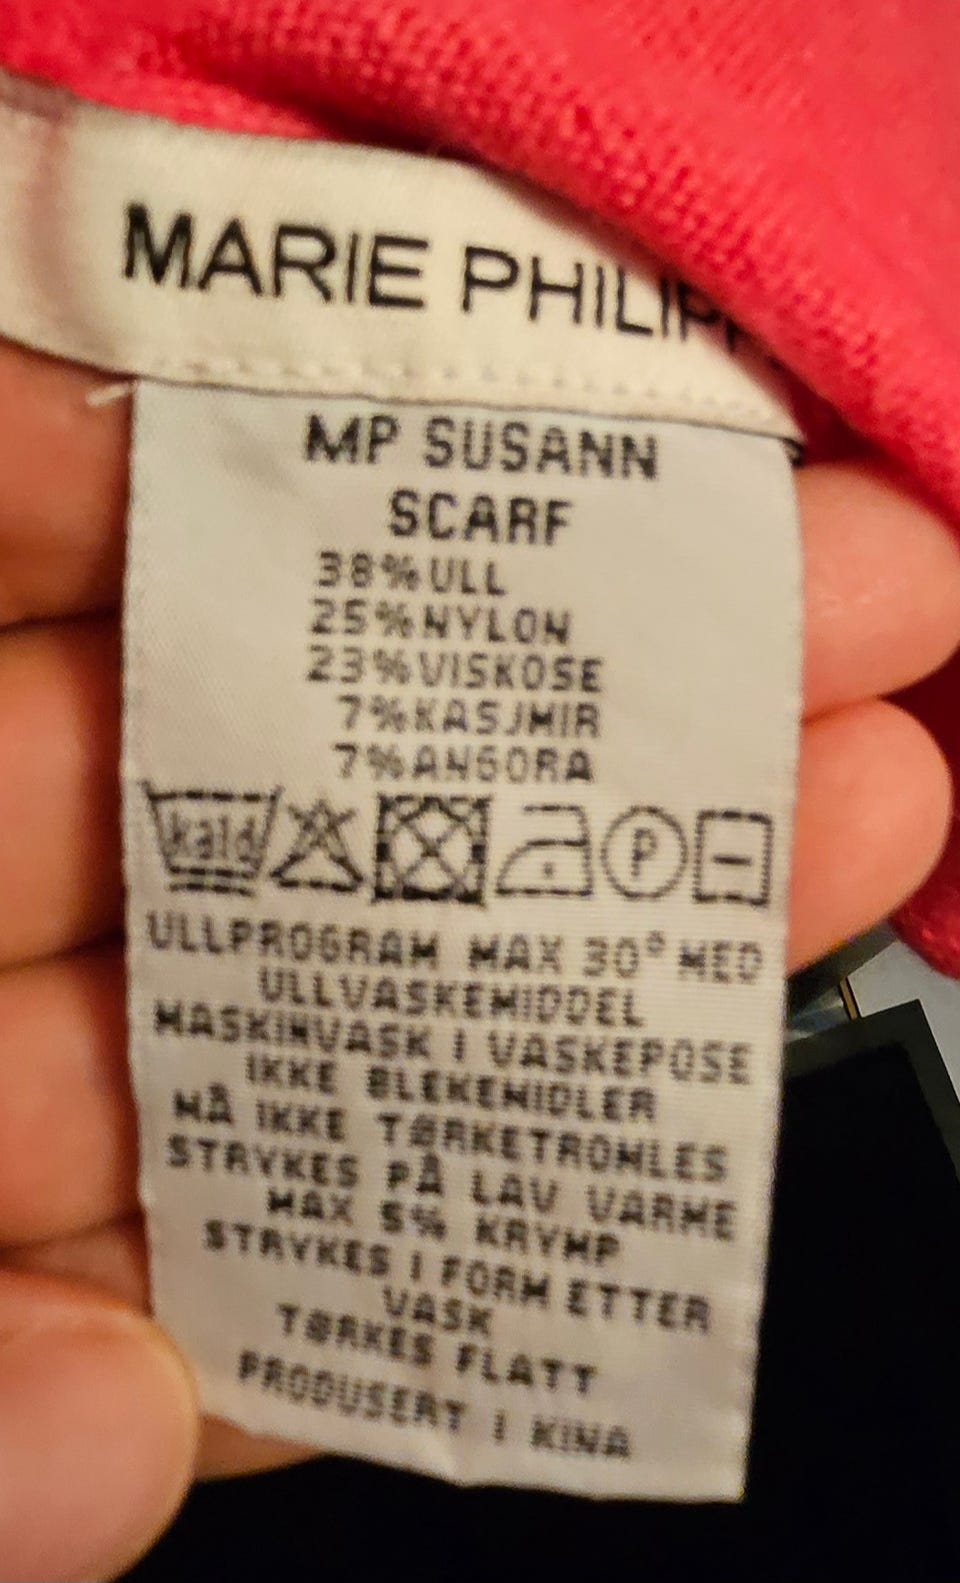 MARIE PHILIPP
MP SUSANN
SCARF
38% ULL
25% NYLON
23% VISKOSE
7% KASJMIR
7% ANGORA
kald
P
ULLPROGRAM MAX 30° MED
ULLVASKEMIDDEL
MASKINVASK I VASKEPOSE
IKKE BLEKEMIDLER
MÅ IKKE TØRKETROMLES
STRYKES PÅ LAV VARME
MAX 5% KRYMP
STRYKES I FORM ETTER
VASK
TØRKES FLATT
PRODUSERT I KINA